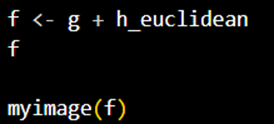 f <- g + h_euclidean
f
myimage(f)